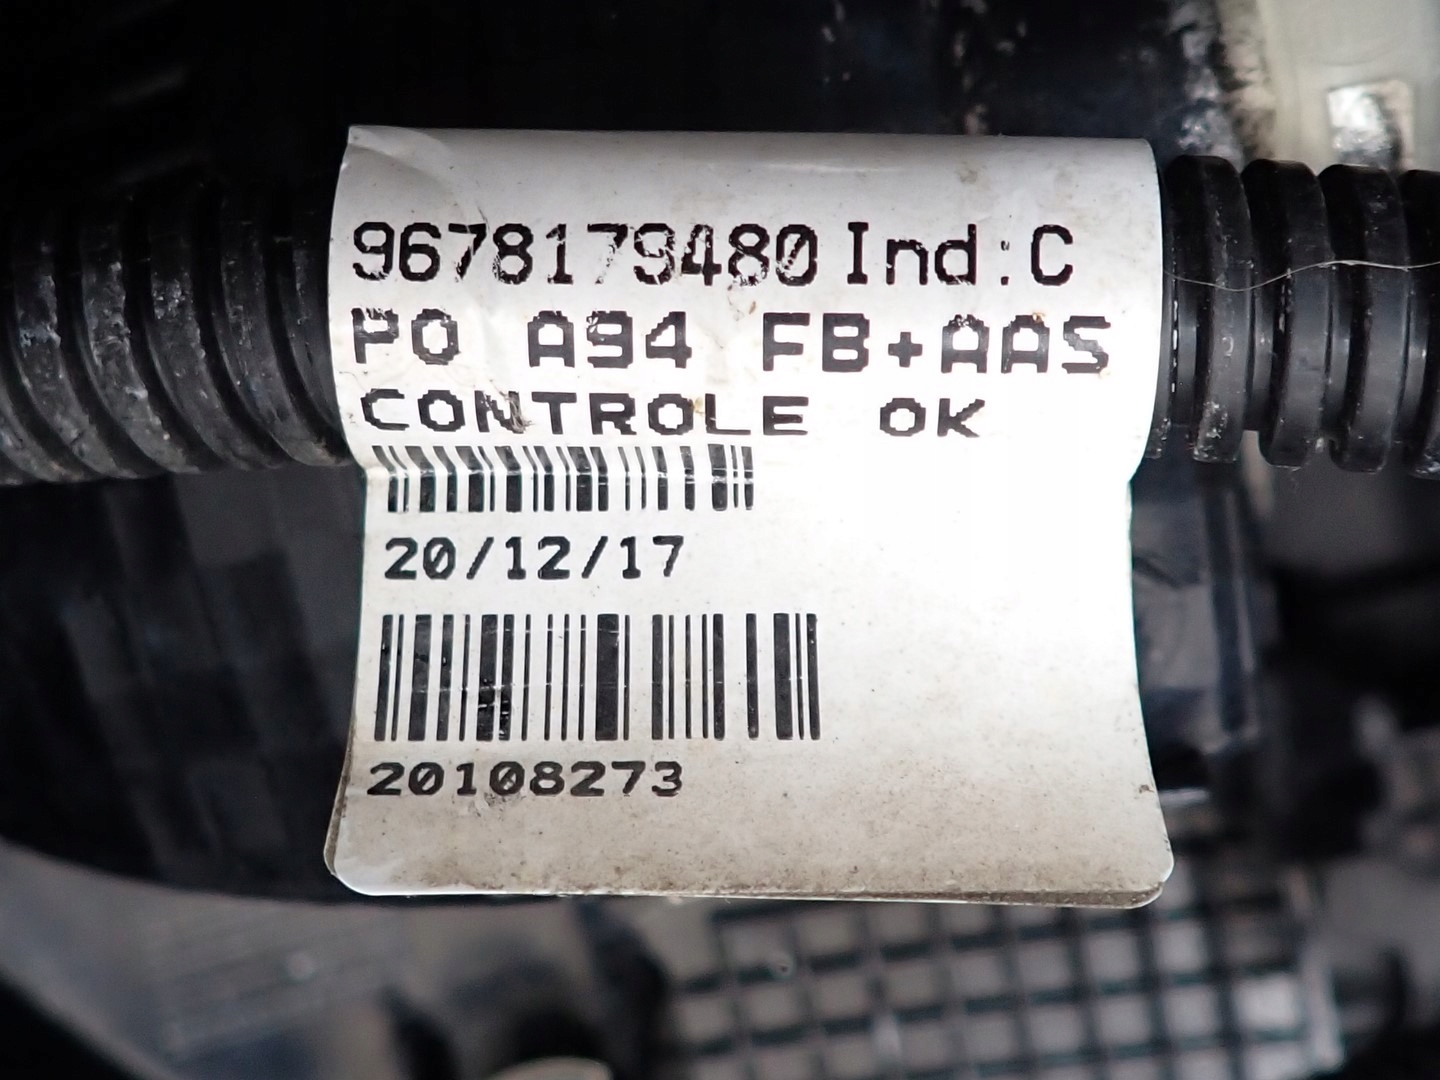 9678179480 Ind:C
PO A94 FB+AAS
CONTROLE OK
20/12/17
20108273